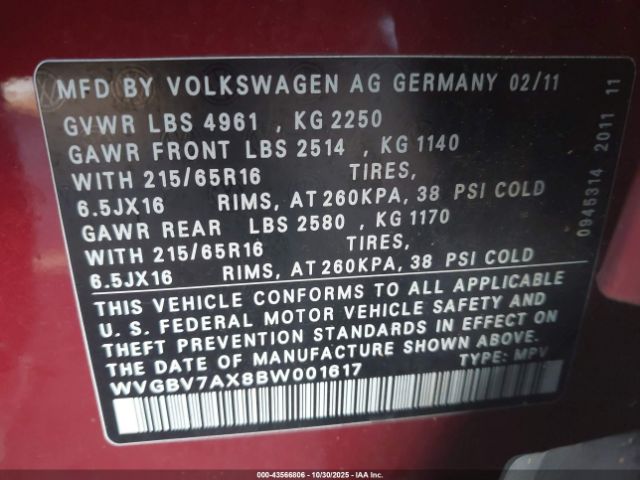 MFD BY VOLKSWAGEN AG GERMANY 02/11
GVWR LBS 4961 , KG 2250
GAWR FRONT LBS 2514 , KG 1140
WITH 215/65R16 TIRES,
6.5JX16 RIMS, AT 260KPA, 38 PSI COLD
GAWR REAR LBS 2580 , KG 1170
WITH 215/65R16 TIRES,
6.5JX16 RIMS, AT 260KPA, 38 PSI COLD
THIS VEHICLE CONFORMS TO ALL APPLICABLE
U. S. FEDERAL MOTOR VEHICLE SAFETY AND
THEFT PREVENTION STANDARDS IN EFFECT ON
THE DATE OF MANUFACTURE SHOWN ABOVE.
WVGBV7AX8BW001617 TYPE: MPV
0945314 2011 11
000-43566806 - 10/30/2025 - IAAI